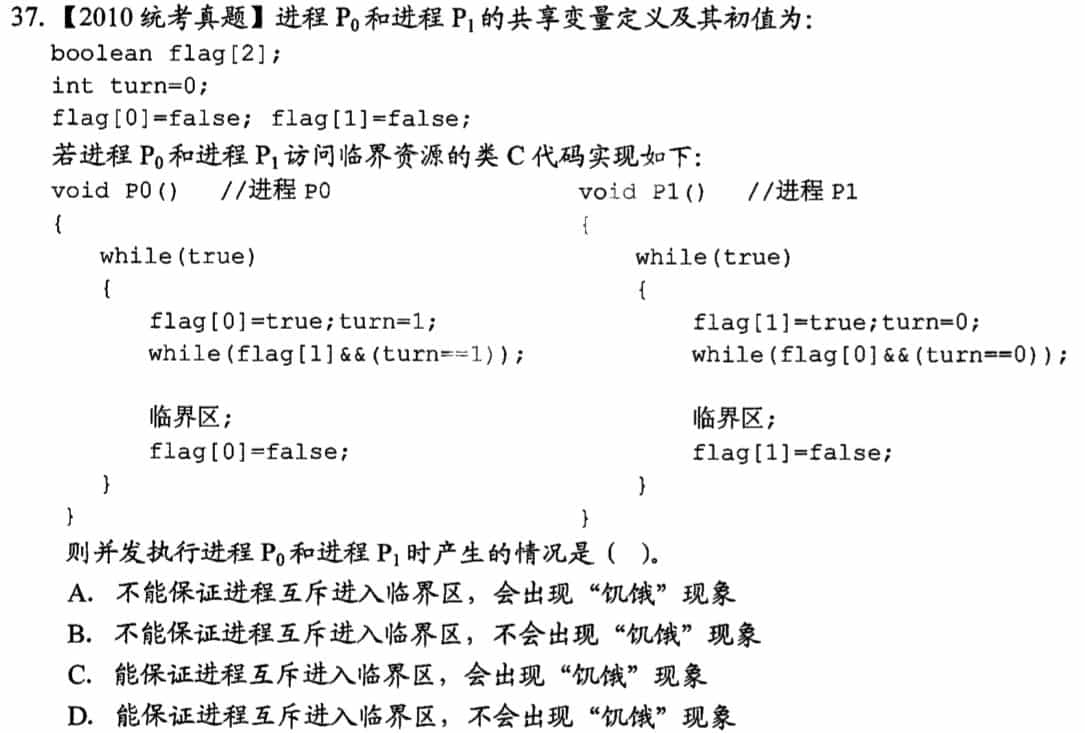 37. 【2010 统考真题】进程 P0 和进程 P1 的共享变量定义及其初值为：
boolean flag[2];
int turn=0;
flag[0]=false; flag[1]=false;
若进程 P0 和进程 P1 访问临界资源的类 C 代码实现如下：
void P0() //进程 P0 void P1() //进程 P1
{ {
while(true) while(true)
{ {
flag[0]=true;turn=1; flag[1]=true;turn=0;
while(flag[1]&&(turn==1)); while(flag[0]&&(turn==0));
临界区; 临界区;
flag[0]=false; flag[1]=false;
} }
} }
则并发执行进程 P0 和进程 P1 时产生的情况是（ ）。
A. 不能保证进程互斥进入临界区，会出现“饥饿”现象
B. 不能保证进程互斥进入临界区，不会出现“饥饿”现象
C. 能保证进程互斥进入临界区，会出现“饥饿”现象
D. 能保证进程互斥进入临界区，不会出现“饥饿”现象